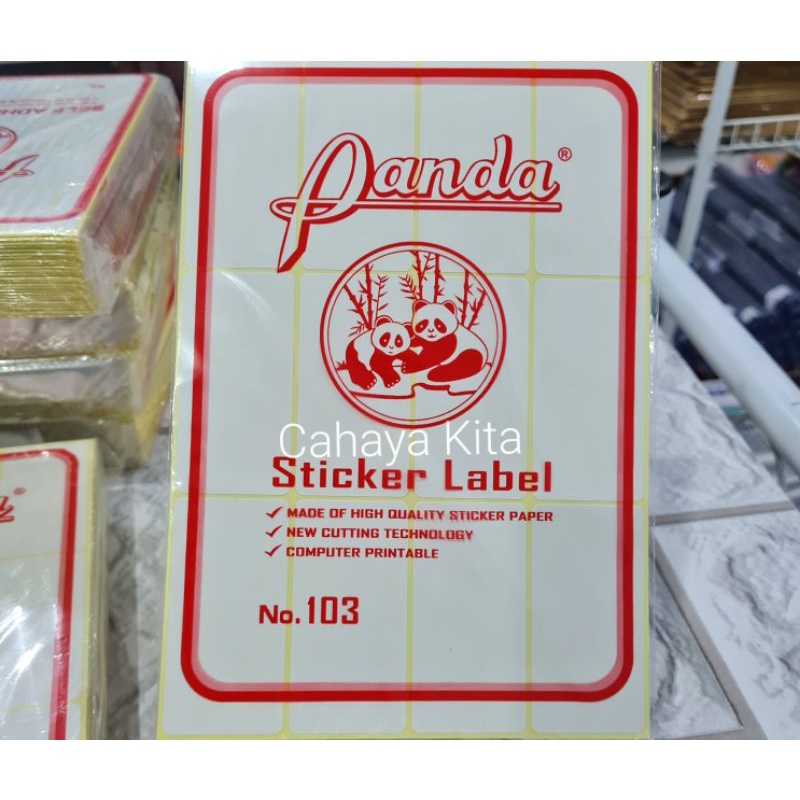 Panda®
Cahaya Kita
Sticker Label
✓ MADE OF HIGH QUALITY STICKER PAPER
✓ NEW CUTTING TECHNOLOGY
✓ COMPUTER PRINTABLE
No. 103